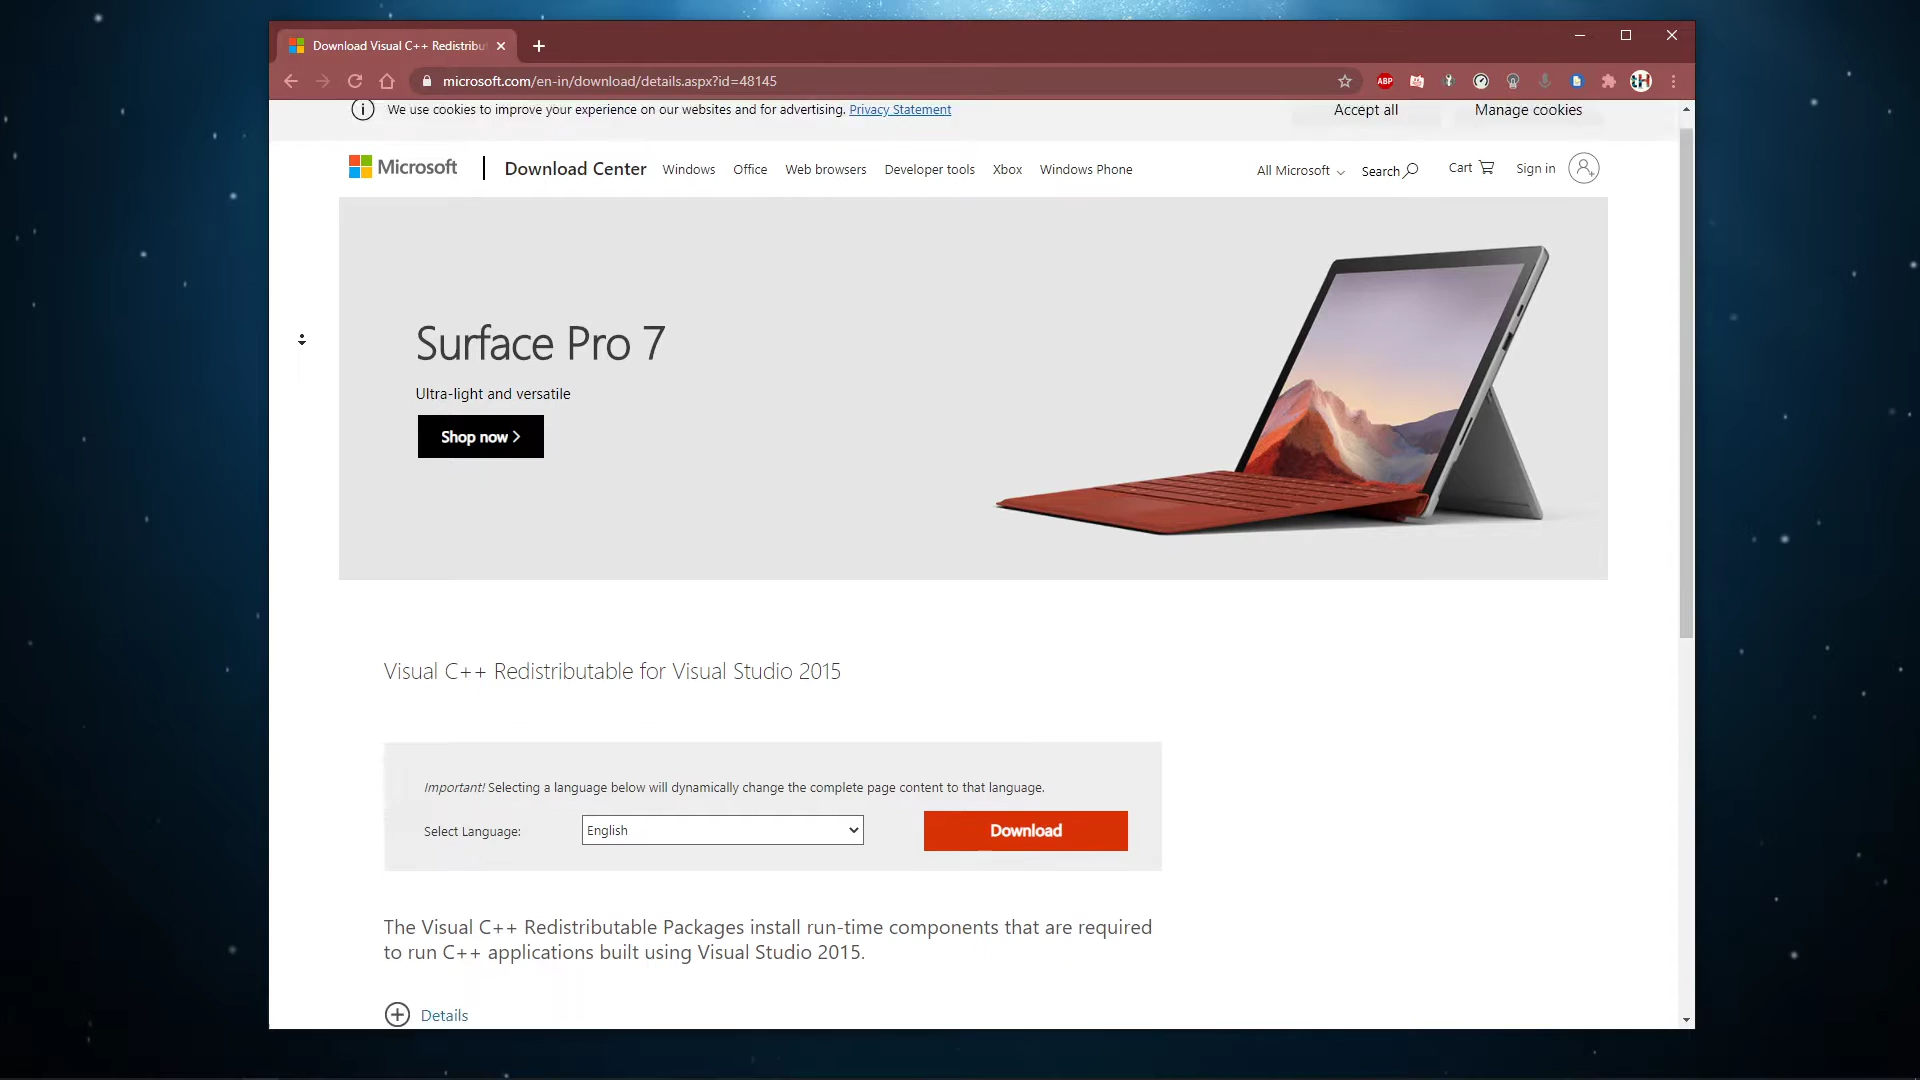 Download Visual C++ Redistribu
microsoft.com/en-in/download/details.aspx?id=48145
ABP
We use cookies to improve your experience on our websites and for advertising. Privacy Statement
Accept all
Manage cookies
Microsoft
Download Center
Windows
Office
Web browsers
Developer tools
Xbox
Windows Phone
All Microsoft
Search
Cart
Sign in
Surface Pro 7
Ultra-light and versatile
Shop now
Visual C++ Redistributable for Visual Studio 2015
Important! Selecting a language below will dynamically change the complete page content to that language.
Select Language:
English
Download
The Visual C++ Redistributable Packages install run-time components that are required
to run C++ applications built using Visual Studio 2015.
Details